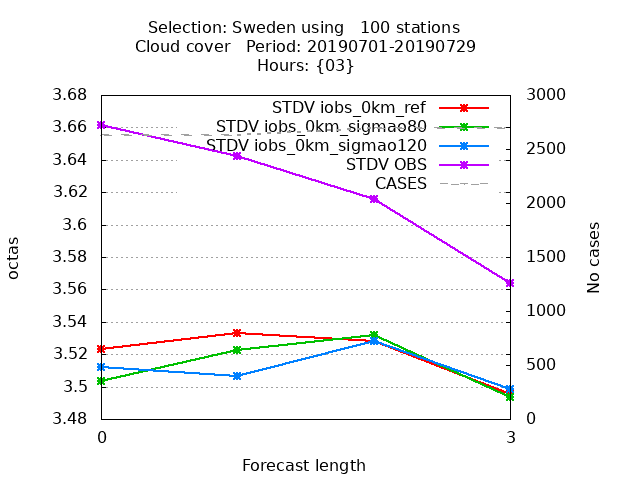 Selection: Sweden using   100 stations
Cloud cover   Period: 20190701-20190729
Hours: {03}
3.68
3.66
3.64
3.62
3.6
3.58
3.56
3.54
3.52
3.5
3.48
octas
3000
2500
2000
1500
1000
500
0
No cases
STDV iobs_0km_ref
STDV iobs_0km_sigmao80
STDV iobs_0km_sigmao120
STDV OBS
CASES
0
3
Forecast length